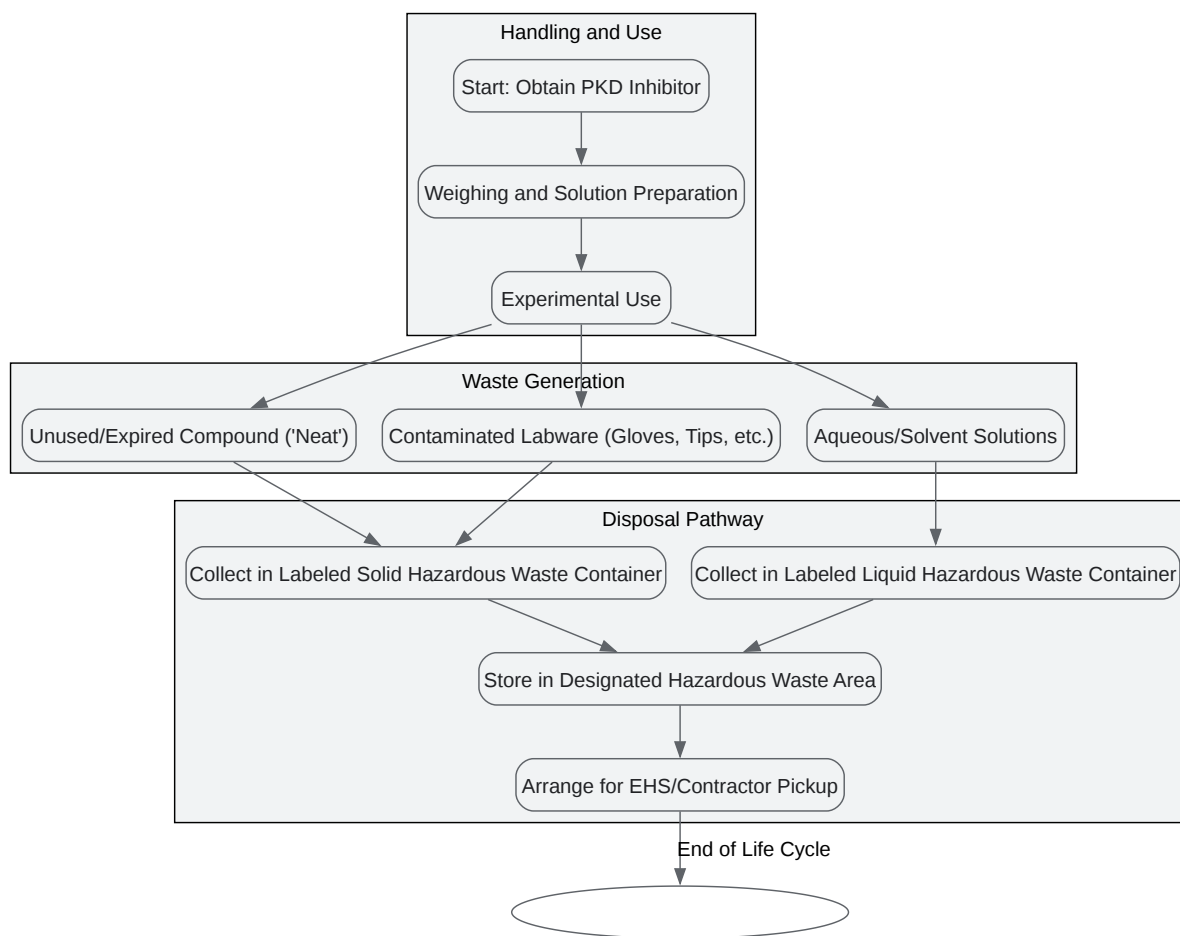 Handling and Use
Start: Obtain PKD Inhibitor
Weighing and Solution Preparation
Experimental Use
Waste Generation
Unused/Expired Compound ('Neat')
Contaminated Labware (Gloves, Tips, etc.)
Aqueous/Solvent Solutions
Disposal Pathway
Collect in Labeled Solid Hazardous Waste Container
Collect in Labeled Liquid Hazardous Waste Container
Store in Designated Hazardous Waste Area
Arrange for EHS/Contractor Pickup
End of Life Cycle